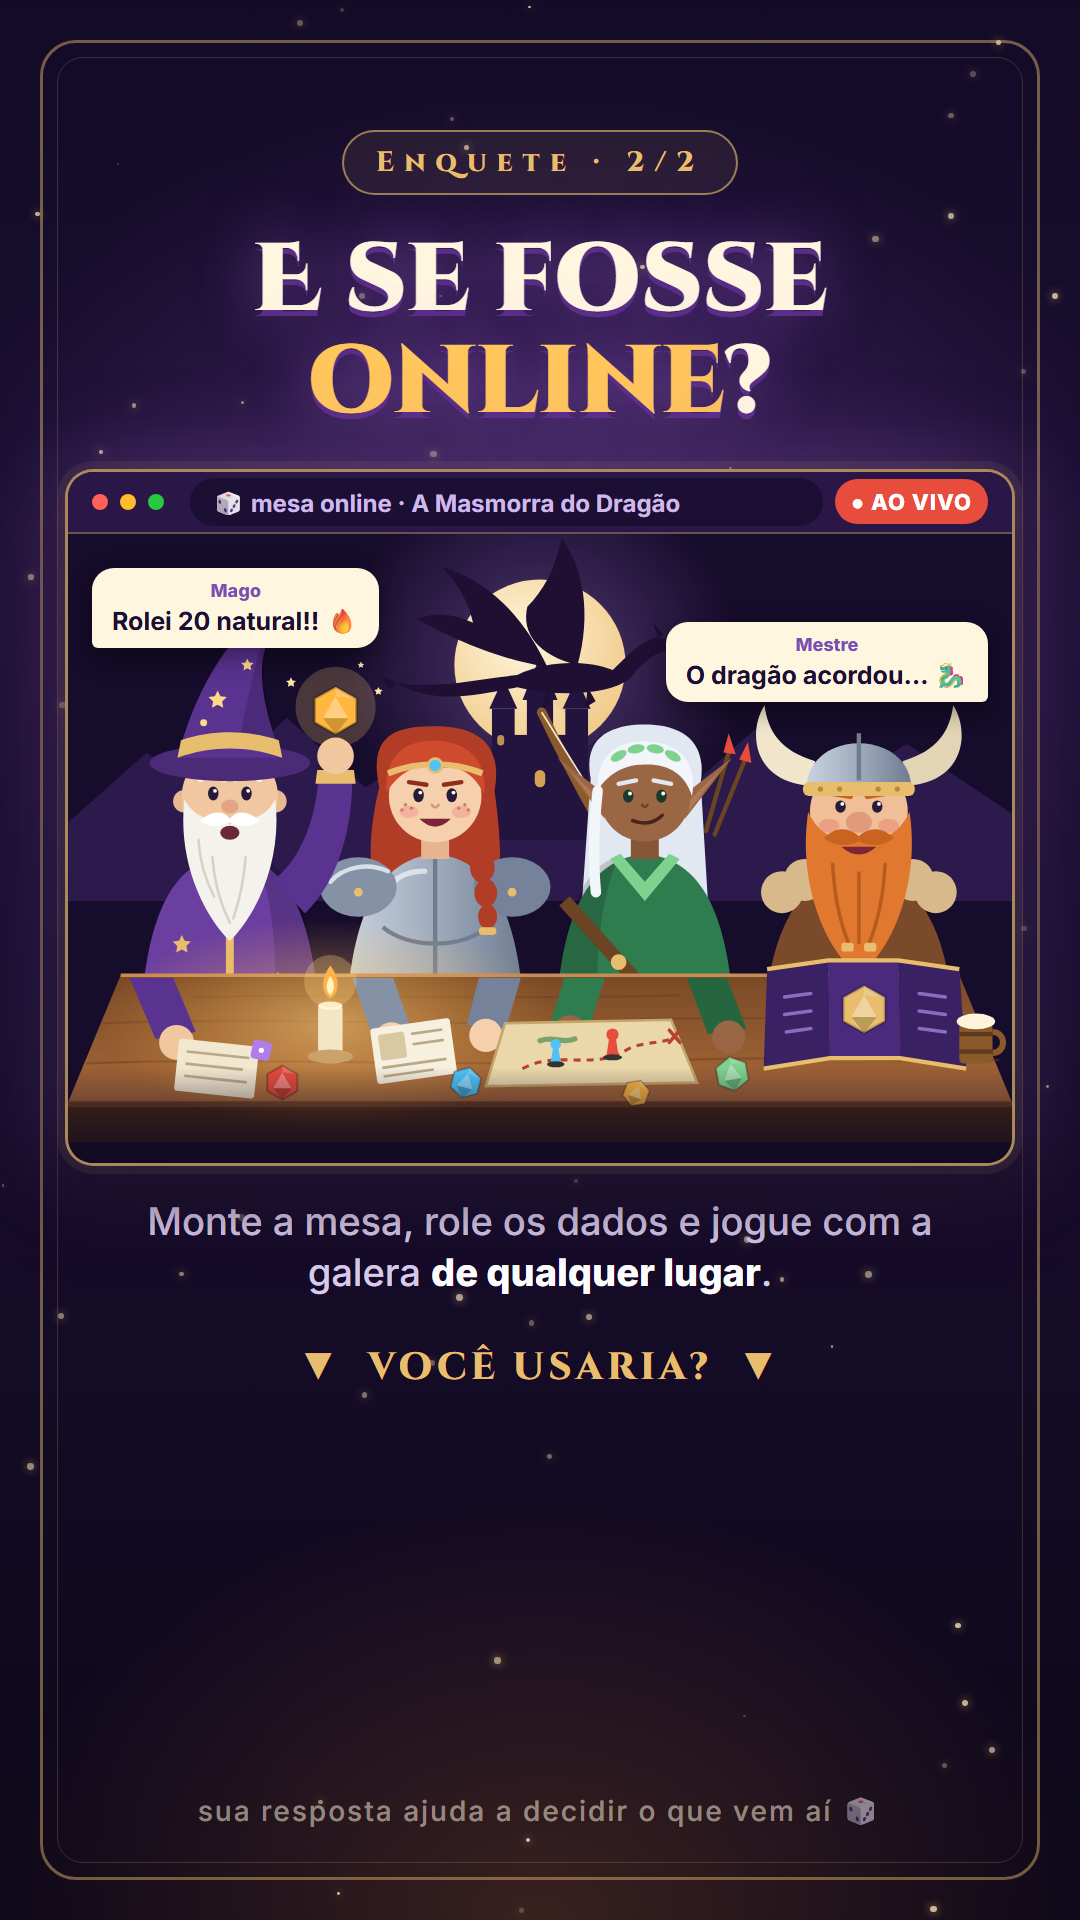 ENQUETE · 2/2
E SE FOSSE
ONLINE?
🎲 mesa online · A Masmorra do Dragão
● AO VIVO
Mago
Rolei 20 natural!! 🔥
Mestre
O dragão acordou... 🐉
Monte a mesa, role os dados e jogue com a
galera de qualquer lugar.
▼ VOCÊ USARIA? ▼
sua resposta ajuda a decidir o que vem aí 🎲